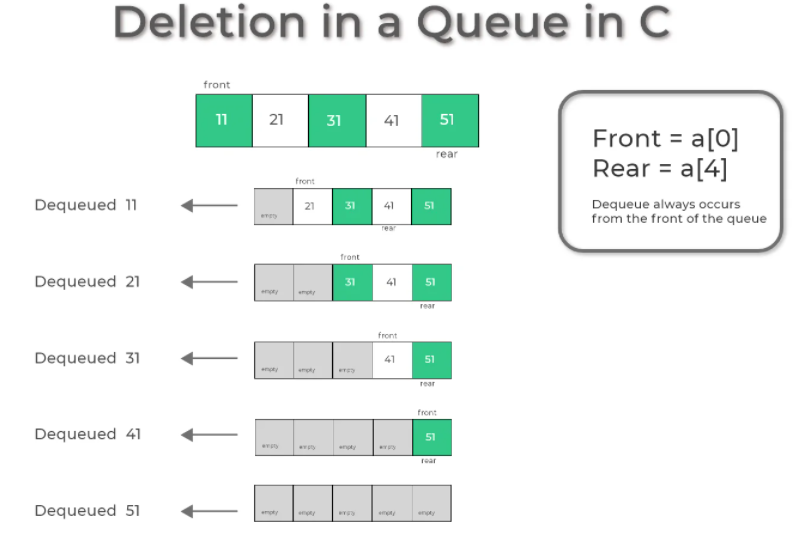 Deletion in a Queue in C
front
11 21 31 41 51
rear
Front = a[0]
Rear = a[4]
Dequeue always occurs
from the front of the queue
front
Dequeued 11
empty 21 31 41 51
rear
front
Dequeued 21
empty empty 31 41 51
rear
front
Dequeued 31
empty empty empty 41 51
rear
front
Dequeued 41
empty empty empty empty 51
rear
Dequeued 51
empty empty empty empty empty